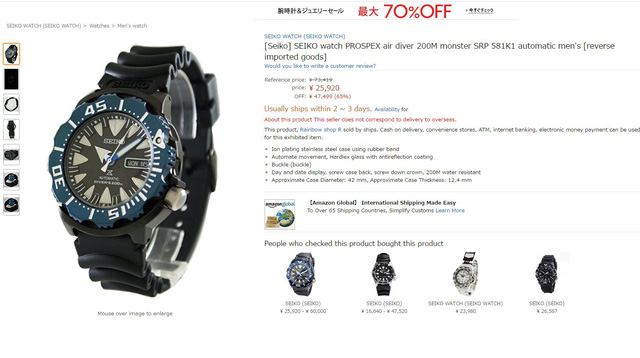 腕時計&ジュエリーセール 最大 70%OFF ▸今すぐチェック
SEIKO WATCH (SEIKO WATCH) > Watches > Men's watch
SEIKO WATCH (SEIKO WATCH)
[Seiko] SEIKO watch PROSPEX air diver 200M monster SRP 581K1 automatic men's [reverse
imported goods]
Would you like to write a customer review?
Reference price: ¥ 73,419
price: ¥ 25,920
OFF: ¥ 47,499 (65%)
Usually ships within 2 ~ 3 days. Availability for
About this product This seller does not correspond to delivery to overseas.
This product, Rainbow shop R sold by ships. Cash on delivery, convenience stores, ATM, internet banking, electronic money payment can be used
for this exhibited item.
Ion plating stainless steel case using rubber band
Automate movement, Hardlex glass with antireflection coating
Buckle (buckle)
Day and date display, screw case back, screw down crown, 200M water resistant
Approximate Case Diameter: 42 mm, Approximate Case Thickness: 12.4 mm
amazonglobal
【Amazon Global】 International Shipping Made Easy
To Over 65 Shipping Countries, Simplify Customs Learn More
People who checked this product bought this product
SEIKO (SEIKO)
¥ 25,920 - ¥ 60,000
SEIKO (SEIKO)
¥ 16,640 - ¥ 47,520
SEIKO WATCH (SEIKO WATCH)
¥ 23,980
SEIKO (SEIKO)
¥ 26,567
SEIKO
AUTOMATIC
DIVER'S 200m
45
15
Mouse over image to enlarge